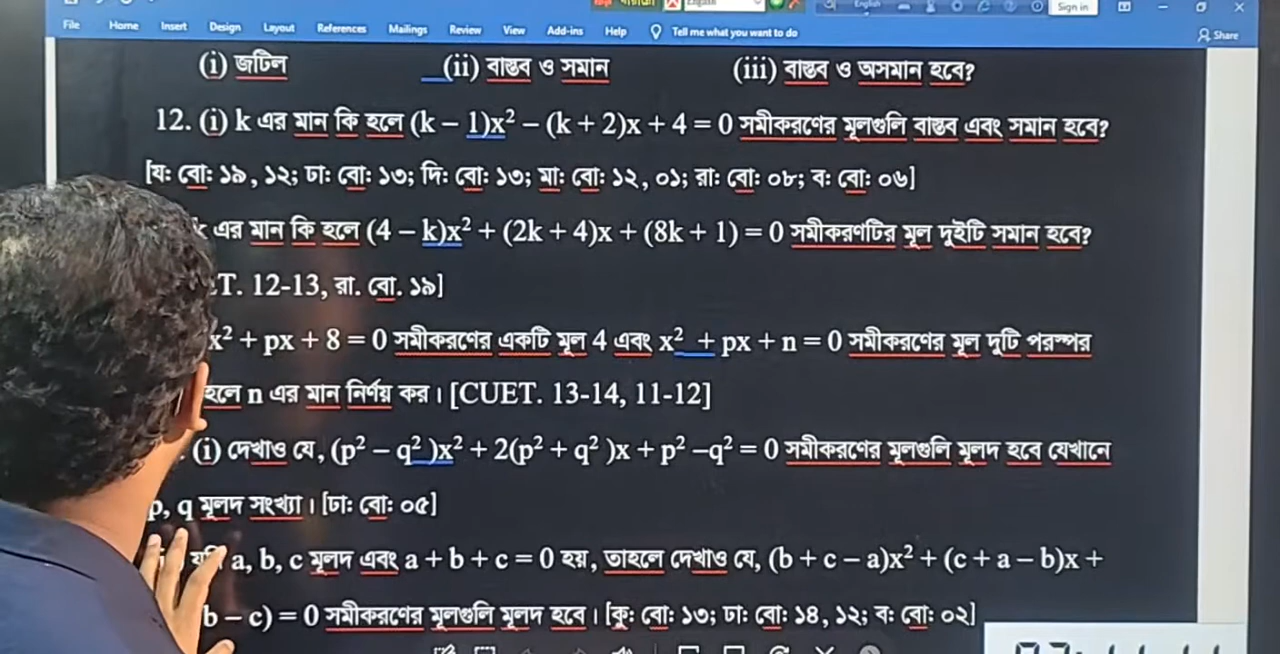 File Home Insert Design Layout References Mailings Review View Add-ins Help Tell me what you want to do Share
English Sign in
(i) জটিল (ii) বাস্তব ও সমান (iii) বাস্তব ও অসমান হবে?
12. (i) k এর মান কি হলে (k − 1)x² − (k + 2)x + 4 = 0 সমীকরণের মূলগুলি বাস্তব এবং সমান হবে?
[যঃ বোঃ ১৯, ১২; ঢাঃ বোঃ ১৩; দিঃ বোঃ ১৩; মাঃ বোঃ ১২, ০১; রাঃ বোঃ ০৮; বঃ বোঃ ০৬]
k এর মান কি হলে (4 − k)x² + (2k + 4)x + (8k + 1) = 0 সমীকরণটির মূল দুইটি সমান হবে?
T. 12-13, রা. বো. ১৯]
x² + px + 8 = 0 সমীকরণের একটি মূল 4 এবং x² + px + n = 0 সমীকরণের মূল দুটি পরস্পর
হলে n এর মান নির্ণয় কর। [CUET. 13-14, 11-12]
(i) দেখাও যে, (p² − q² )x² + 2(p² + q² )x + p² −q² = 0 সমীকরণের মূলগুলি মূলদ হবে যেখানে
p, q মূলদ সংখ্যা। [ঢাঃ বোঃ ০৫]
a, b, c মূলদ এবং a + b + c = 0 হয়, তাহলে দেখাও যে, (b + c − a)x² + (c + a − b)x +
b − c) = 0 সমীকরণের মূলগুলি মূলদ হবে। [কুঃ বোঃ ১৩; ঢাঃ বোঃ ১৪, ১২; বঃ বোঃ ০২]